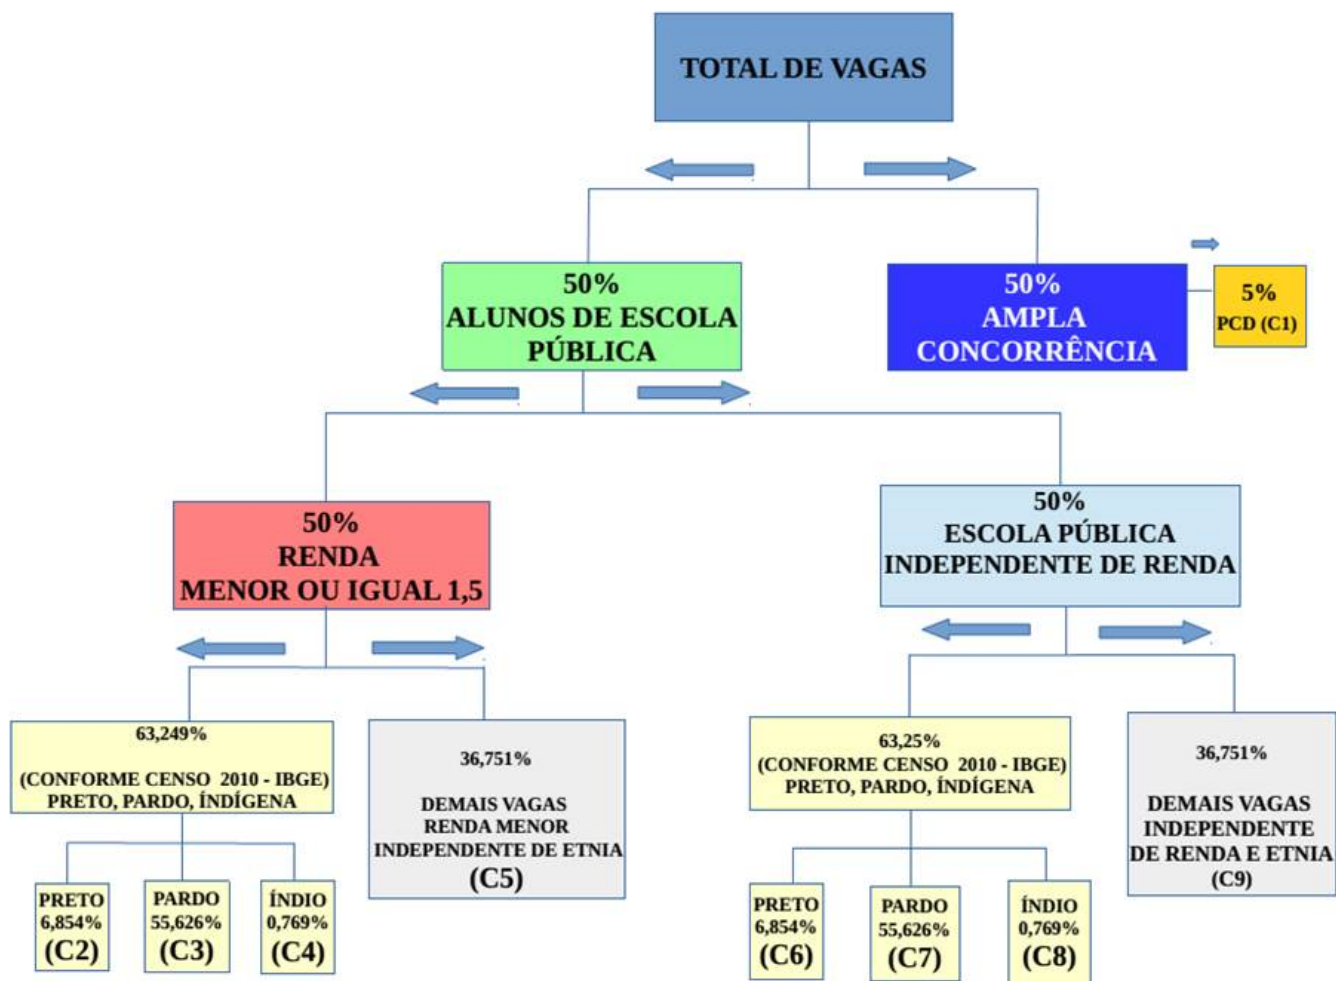 TOTAL DE VAGAS
50%
ALUNOS DE ESCOLA
PÚBLICA
50%
AMPLA
CONCORRÊNCIA
5%
PCD (C1)
50%
RENDA
MENOR OU IGUAL 1,5
50%
ESCOLA PÚBLICA
INDEPENDENTE DE RENDA
63,249%
(CONFORME CENSO 2010 - IBGE)
PRETO, PARDO, ÍNDÍGENA
36,751%
DEMAIS VAGAS
RENDA MENOR
INDEPENDENTE DE ETNIA
(C5)
63,25%
(CONFORME CENSO 2010 - IBGE)
PRETO, PARDO, ÍNDÍGENA
36,751%
DEMAIS VAGAS
INDEPENDENTE
DE RENDA E ETNIA
(C9)
PRETO
6,854%
(C2)
PARDO
55,626%
(C3)
ÍNDIO
0,769%
(C4)
PRETO
6,854%
(C6)
PARDO
55,626%
(C7)
ÍNDIO
0,769%
(C8)